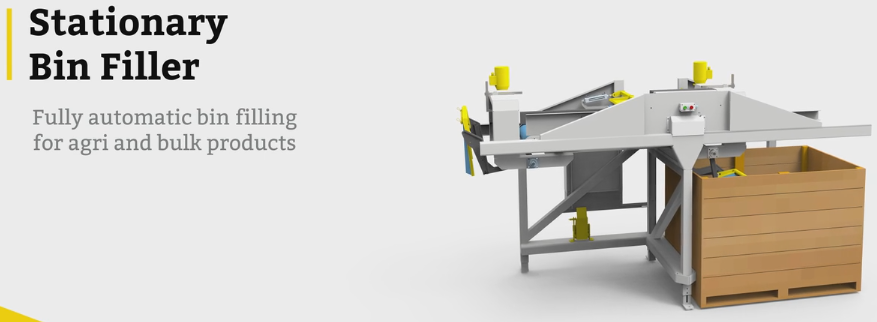 Stationary
Bin Filler
Fully automatic bin filling
for agri and bulk products